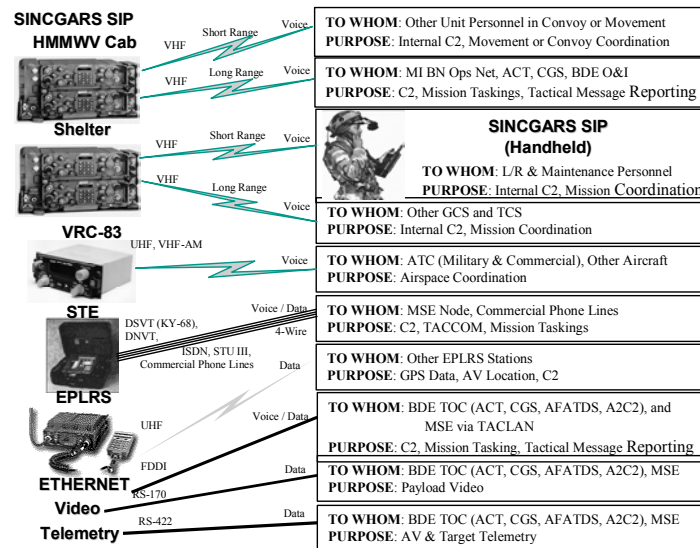 SINCGARS SIP
HMMWV Cab
VHF
Short Range
Voice
TO WHOM: Other Unit Personnel in Convoy or Movement
PURPOSE: Internal C2, Movement or Convoy Coordination
VHF
Long Range
Voice
TO WHOM: MI BN Ops Net, ACT, CGS, BDE O&I
PURPOSE: C2, Mission Taskings, Tactical Message Reporting
Shelter
VHF
Short Range
Voice
SINCGARS SIP
(Handheld)
TO WHOM: L/R & Maintenance Personnel
PURPOSE: Internal C2, Mission Coordination
VHF
Long Range
Voice
TO WHOM: Other GCS and TCS
PURPOSE: Internal C2, Mission Coordination
VRC-83
UHF, VHF-AM
Voice
TO WHOM: ATC (Military & Commercial), Other Aircraft
PURPOSE: Airspace Coordination
STE
DSVT (KY-68),
DNVT,
ISDN, STU III,
Commercial Phone Lines
Voice / Data
4-Wire
TO WHOM: MSE Node, Commercial Phone Lines
PURPOSE: C2, TACCOM, Mission Taskings
EPLRS
UHF
Data
TO WHOM: Other EPLRS Stations
PURPOSE: GPS Data, AV Location, C2
ETHERNET
FDDI
Voice / Data
TO WHOM: BDE TOC (ACT, CGS, AFATDS, A2C2), and
MSE via TACLAN
PURPOSE: C2, Mission Tasking, Tactical Message Reporting
Video
RS-170
Data
TO WHOM: BDE TOC (ACT, CGS, AFATDS, A2C2), MSE
PURPOSE: Payload Video
Telemetry
RS-422
Data
TO WHOM: BDE TOC (ACT, CGS, AFATDS, A2C2), MSE
PURPOSE: AV & Target Telemetry